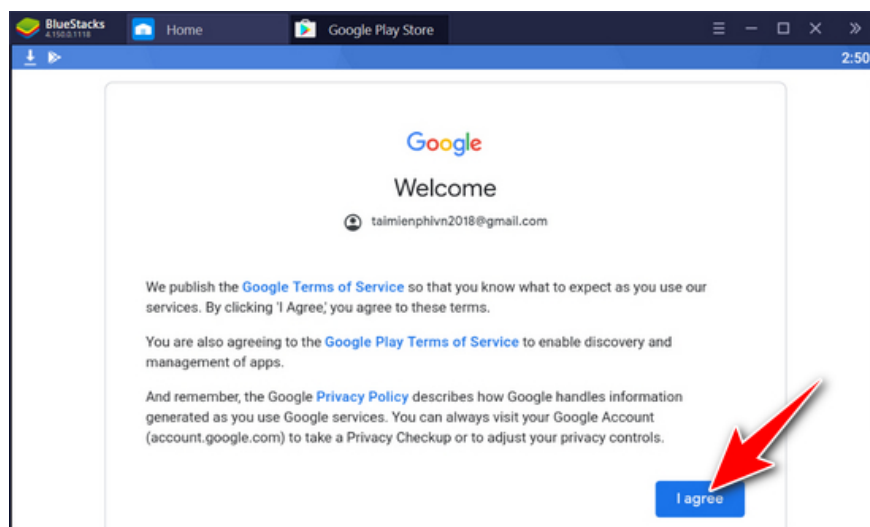 BlueStacks
4.150.0.1118
Home
Google Play Store
2:50
Google
Welcome
taimienphivn2018@gmail.com
We publish the Google Terms of Service so that you know what to expect as you use our
services. By clicking 'I Agree,' you agree to these terms.
You are also agreeing to the Google Play Terms of Service to enable discovery and
management of apps.
And remember, the Google Privacy Policy describes how Google handles information
generated as you use Google services. You can always visit your Google Account
(account.google.com) to take a Privacy Checkup or to adjust your privacy controls.
I agree